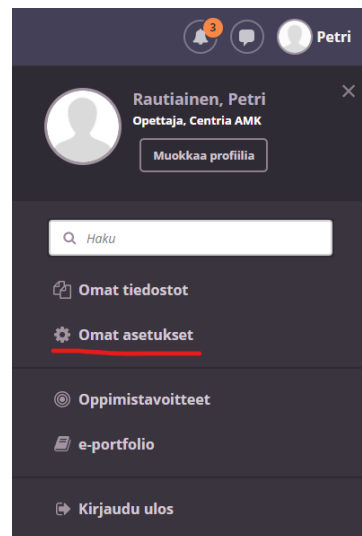 3
Petri
Rautiainen, Petri
Opettaja, Centria AMK
Muokkaa profiilia
Haku
Omat tiedostot
Omat asetukset
Oppimistavoitteet
e-portfolio
Kirjaudu ulos